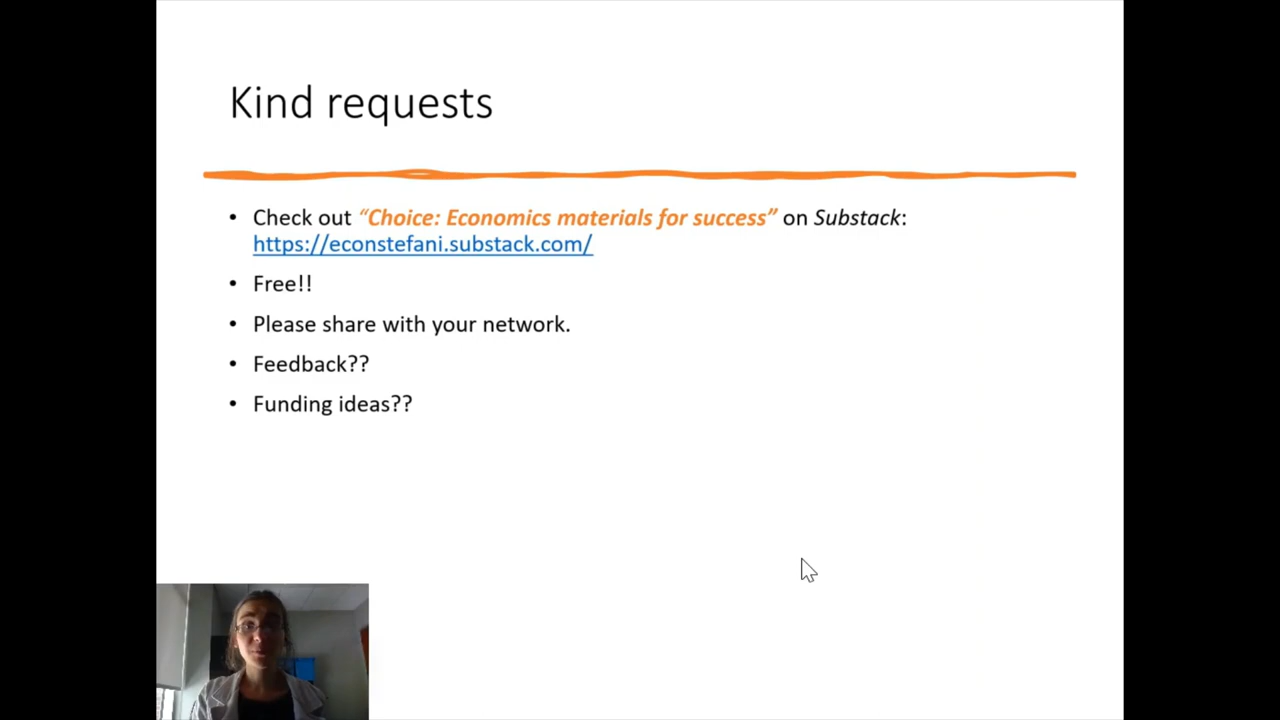 Kind requests
• Check out “Choice: Economics materials for success” on Substack:
https://econstefani.substack.com/
• Free!!
• Please share with your network.
• Feedback??
• Funding ideas??